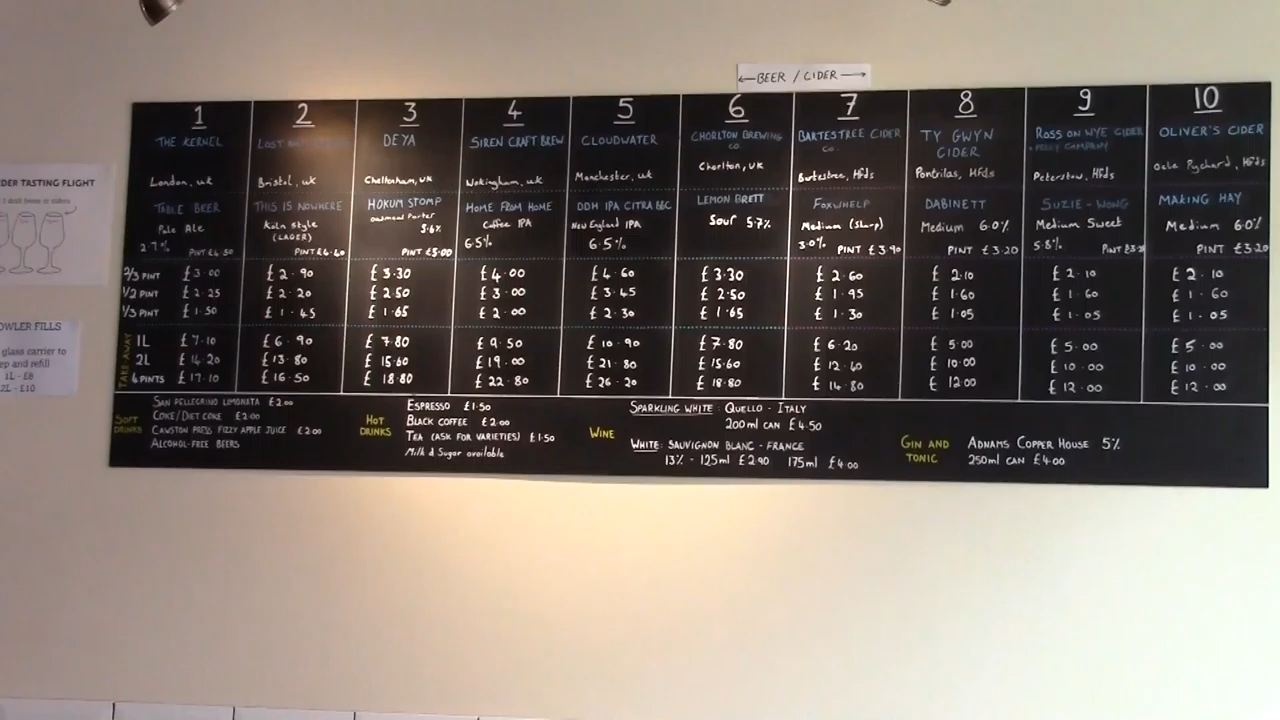 ← BEER / CIDER →
1
THE KERNEL
London, UK
TABLE BEER
Pale Ale
2.7%
2
LOST AND
Bristol, UK
THIS IS NOWHERE
Koln style
(LAGER)
3
DEYA
Cheltenham, UK
HOKUM STOMP
Oatmeal Porter
5.6%
PINT £5.00
4
SIREN CRAFT BREW
Wokingham, UK
HOME FROM HOME
Coffee IPA
6.5%
5
CLOUDWATER
Manchester, UK
DDH IPA CITRA BBC
New England IPA
6.5%
6
CHORLTON BREWING
CO.
Chorlton, UK
LEMON BRETT
Sour 5.7%
7
BARTESTREE CIDER
CO.
Bartestree, Hfds
FOXWHELP
Medium (Sharp)
3.0% PINT £3.90
8
TY GWYN
CIDER
Pontrilas, Hfds
DABINETT
Medium 6.0%
PINT £3.20
9
ROSS ON WYE CIDER
+ PERRY COMPANY
Peterstow, Hfds
SUZIE-WONG
Medium Sweet
5.8% PINT
10
OLIVER'S CIDER
Ocle Pychard, Hfds
MAKING HAY
Medium 6.0%
PINT £3.20
2/3 PINT £3.00 £2.90 £3.30 £4.00 £4.60 £3.30 £2.60 £2.10 £2.10 £2.10
1/2 PINT £2.25 £2.20 £2.50 £3.00 £3.45 £2.50 £1.95 £1.60 £1.60 £1.60
1/3 PINT £1.50 £1.45 £1.65 £2.00 £2.30 £1.65 £1.30 £1.05 £1.05 £1.05
TAKE-AWAY
1L £7.10 £6.90 £7.80 £9.50 £10.90 £7.80 £6.20 £5.00 £5.00 £5.00
2L £14.20 £13.80 £15.60 £19.00 £21.80 £15.60 £12.40 £10.00 £10.00 £10.00
4 PINTS £17.10 £16.50 £18.80 £22.80 £26.20 £18.80 £14.80 £12.00 £12.00 £12.00
SOFT
DRINKS
SAN PELLEGRINO LIMONATA £2.00
COKE/DIET COKE £2.00
CAWSTON PRESS FIZZY APPLE JUICE £2.00
ALCOHOL-FREE BEERS
HOT
DRINKS
ESPRESSO £1.50
BLACK COFFEE £2.00
TEA (ASK FOR VARIETIES) £1.50
Milk & Sugar available
WINE
SPARKLING WHITE: QUELLO - ITALY
200ml CAN £4.50
WHITE: SAUVIGNON BLANC - FRANCE
13% - 125ml £2.90 175ml £4.00
GIN AND
TONIC
ADNAMS COPPER HOUSE 5%
250ml CAN £4.00
DER TASTING FLIGHT
OWLER FILLS
glass carrier to
ep and refill
1L - £8
2L - £10